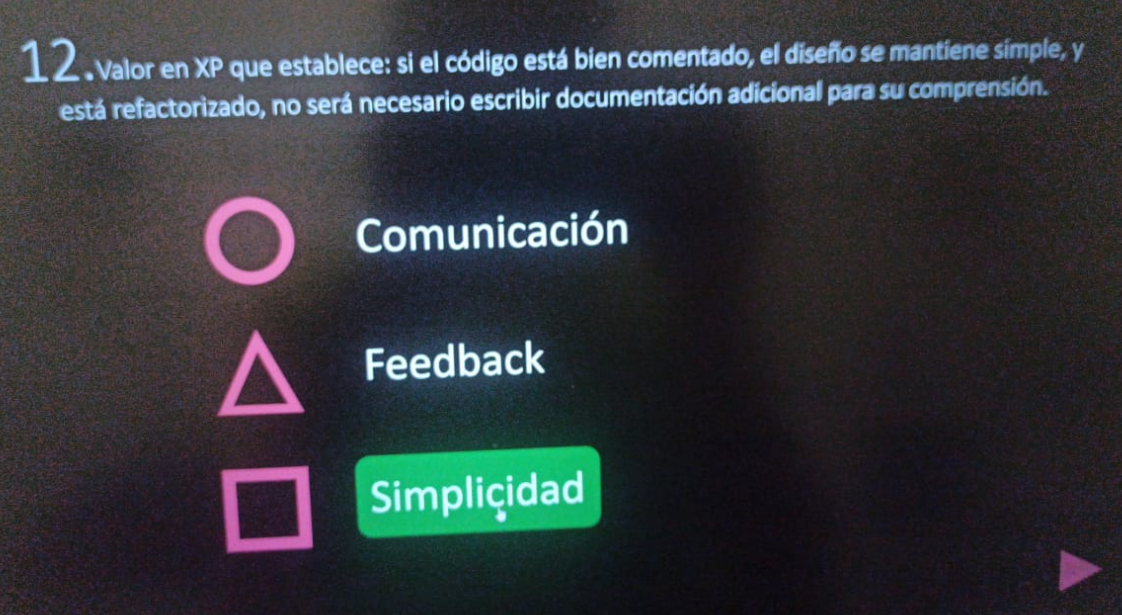 12. Valor en XP que establece: si el código está bien comentado, el diseño se mantiene simple, y
está refactorizado, no será necesario escribir documentación adicional para su comprensión.
Comunicación
Feedback
Simplicidad